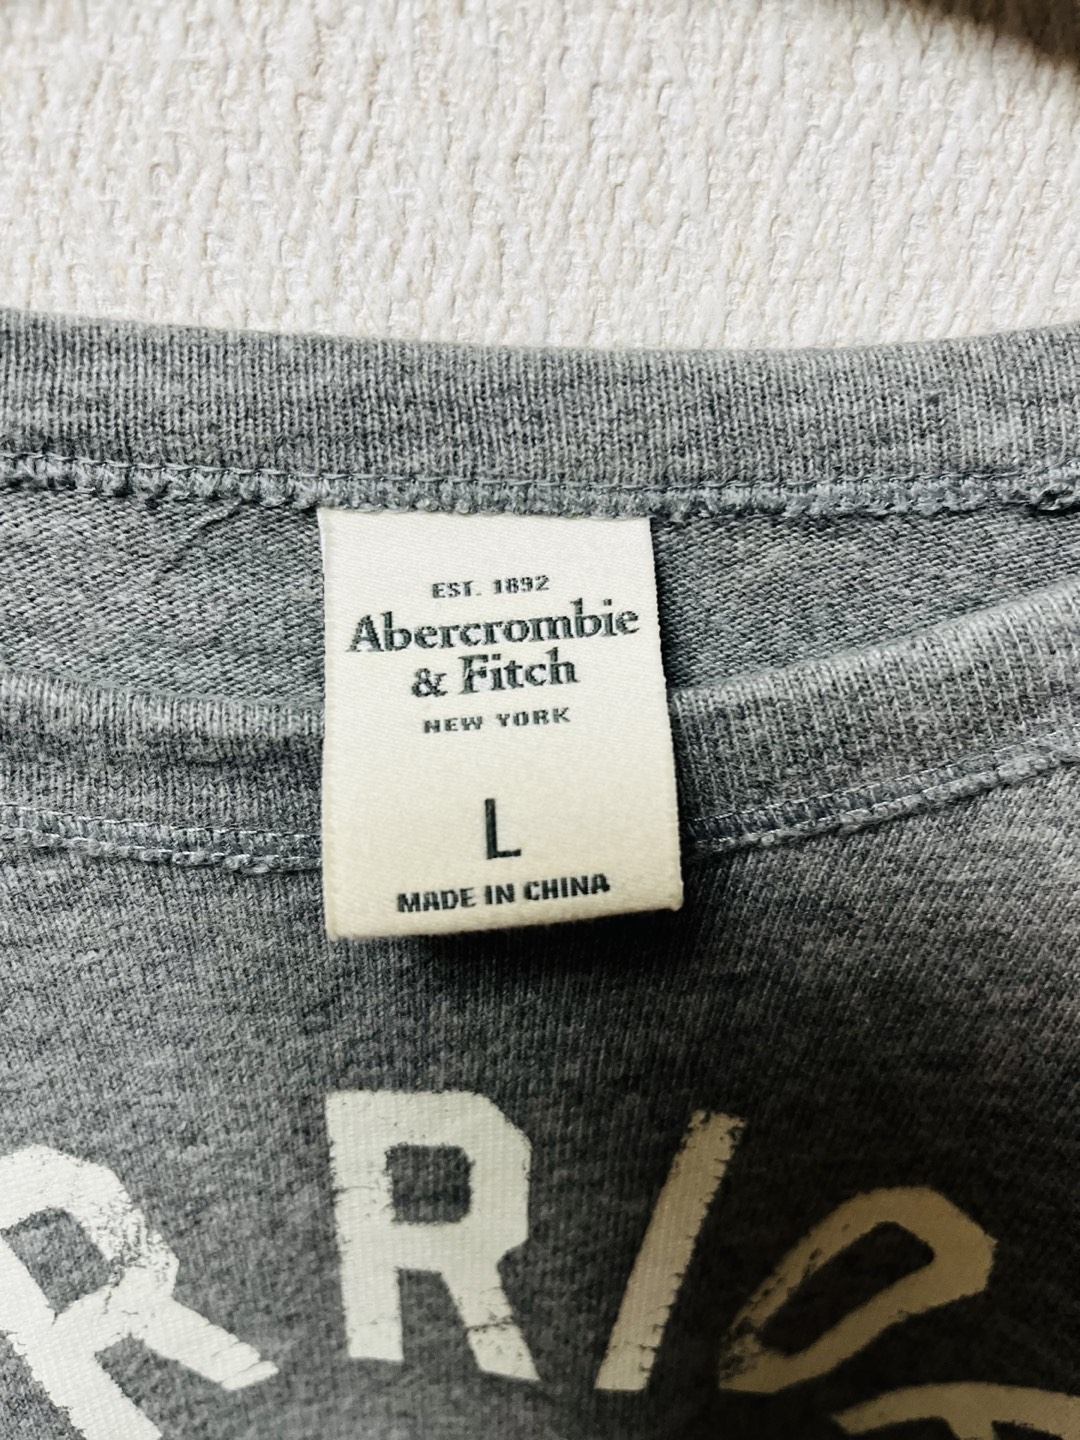 EST. 1892
Abercrombie
& Fitch
NEW YORK
L
MADE IN CHINA